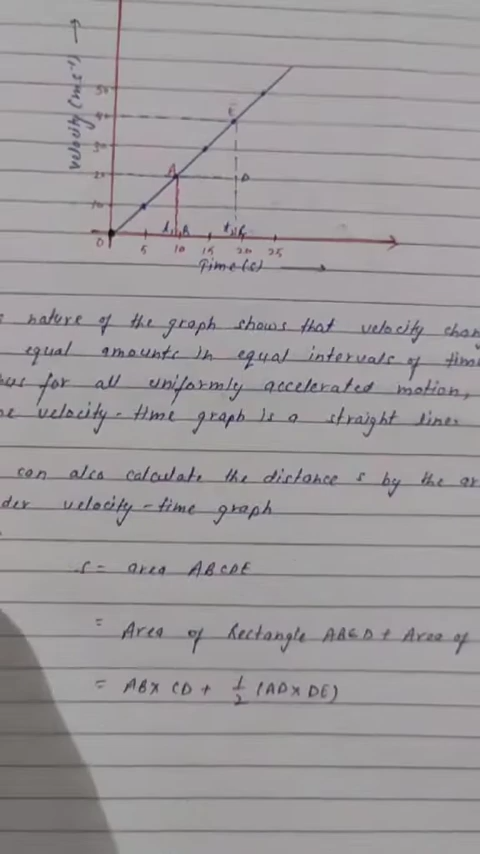 velocity (ms⁻¹) →
50
40
30
20
10
0
E
A
D
t₁ B
t₂ C
5 10 15 20 25
Time(s) →
nature of the graph shows that velocity
equal amounts in equal intervals of
for all uniformly accelerated motion,
velocity-time graph is a straight line.
can also calculate the distance s by the
velocity-time graph
s = area ABCDE
= Area of Rectangle ABCD + Area of
= AB × CD + 1/2 (AD × DE)